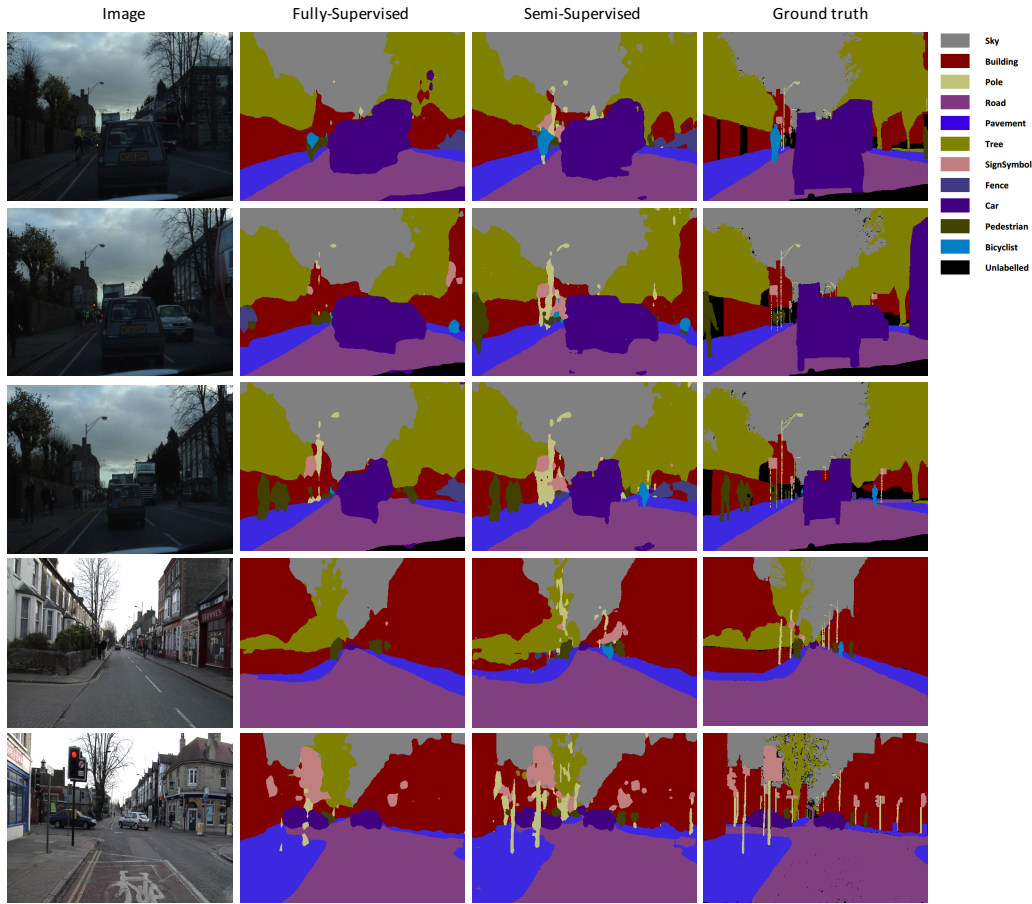 Image
Fully-Supervised
Semi-Supervised
Ground truth
Sky
Building
Pole
Road
Pavement
Tree
SignSymbol
Fence
Car
Pedestrian
Bicyclist
Unlabelled